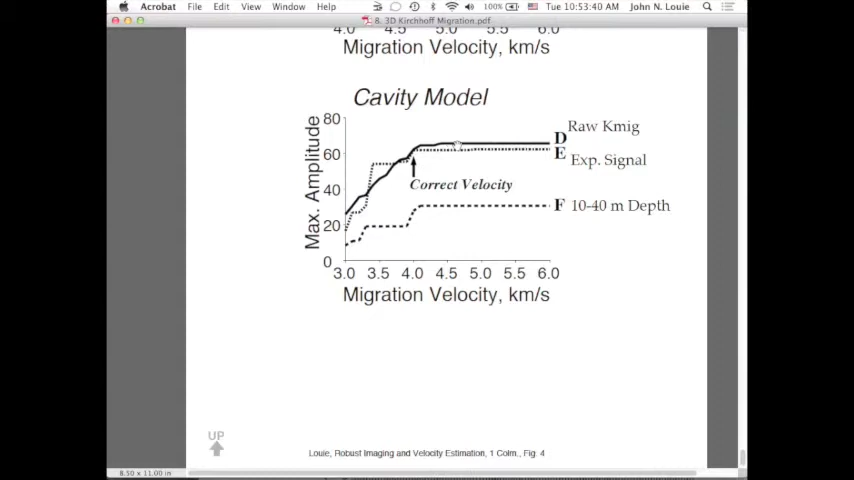 Acrobat File Edit View Window Help 100% Tue 10:53:40 AM John N. Louie
8. 3D Kirchhoff Migration.pdf
4.0 4.5 5.0 5.5 6.0
Migration Velocity, km/s
Cavity Model
80
60
40
20
0
Max. Amplitude
D Raw Kmig
E Exp. Signal
Correct Velocity
F 10-40 m Depth
3.0 3.5 4.0 4.5 5.0 5.5 6.0
Migration Velocity, km/s
UP
Louie, Robust Imaging and Velocity Estimation, 1 Colm., Fig. 4
8.50 x 11.00 in